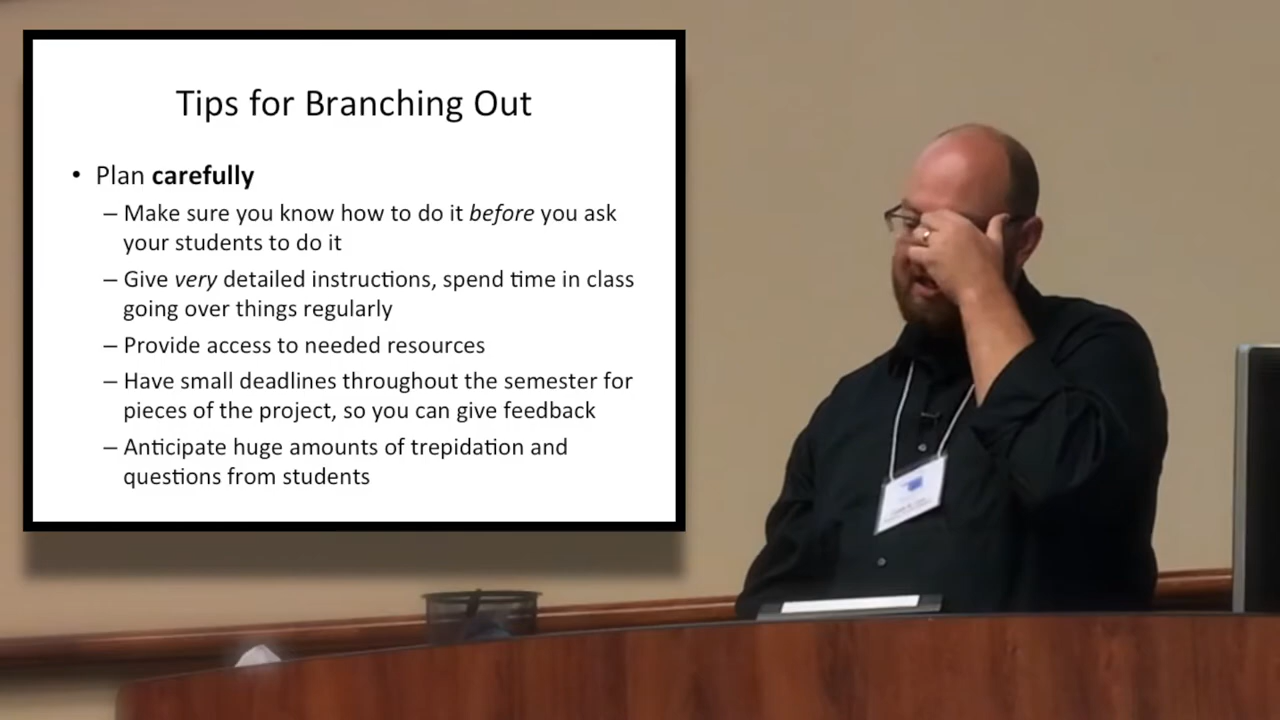 Tips for Branching Out
• Plan carefully
– Make sure you know how to do it before you ask
your students to do it
– Give very detailed instructions, spend time in class
going over things regularly
– Provide access to needed resources
– Have small deadlines throughout the semester for
pieces of the project, so you can give feedback
– Anticipate huge amounts of trepidation and
questions from students